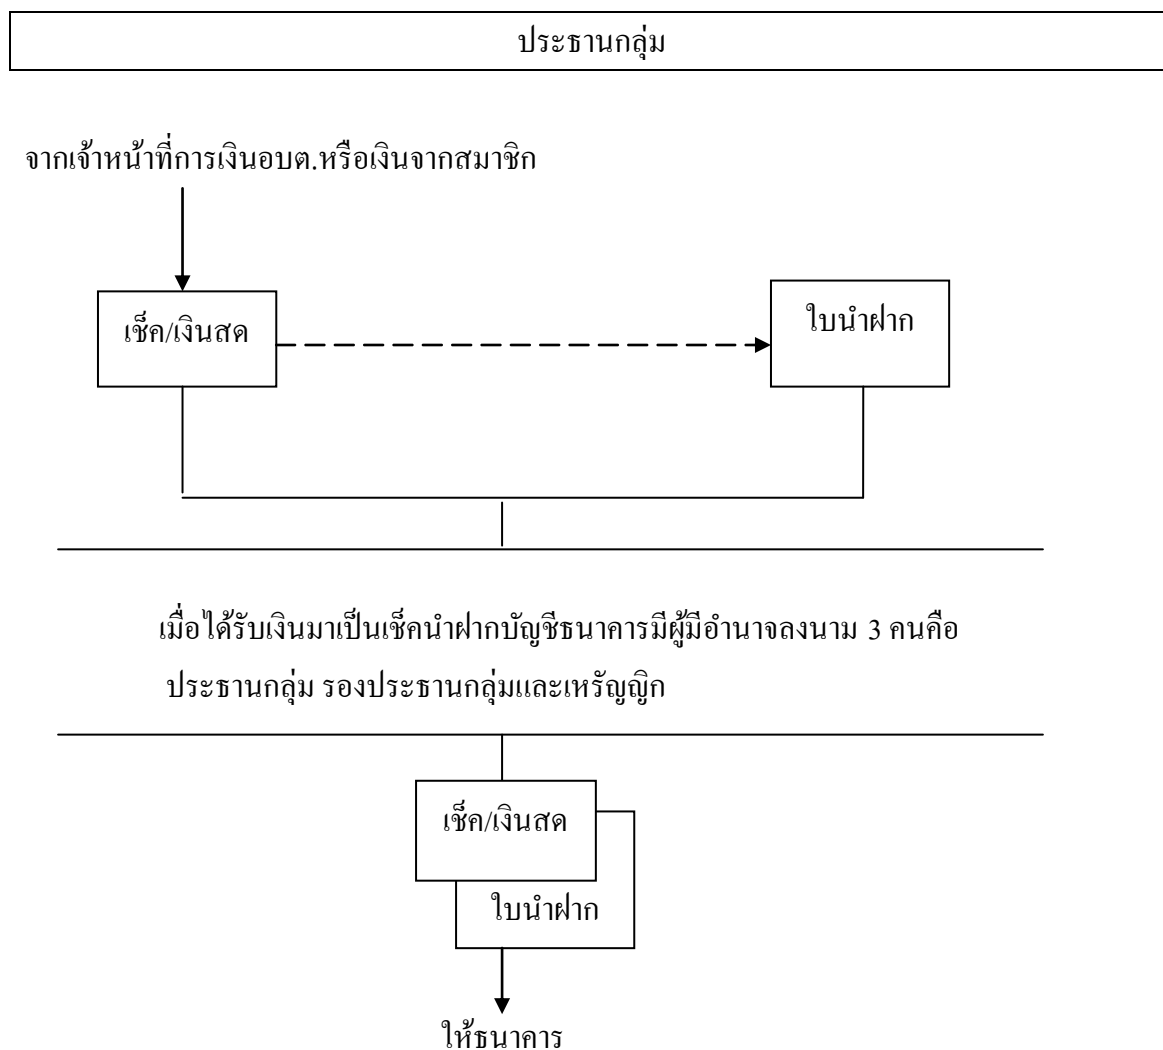 ประธานกลุ่ม
จากเจ้าหน้าที่การเงินอบต.หรือเงินจากสมาชิก
เช็ค/เงินสด
ใบนำฝาก
เมื่อได้รับเงินมาเป็นเช็คนำฝากบัญชีธนาคารมีผู้มีอำนาจลงนาม 3 คนคือ
ประธานกลุ่ม รองประธานกลุ่มและเหรัญญิก
เช็ค/เงินสด
ใบนำฝาก
ให้ธนาคาร